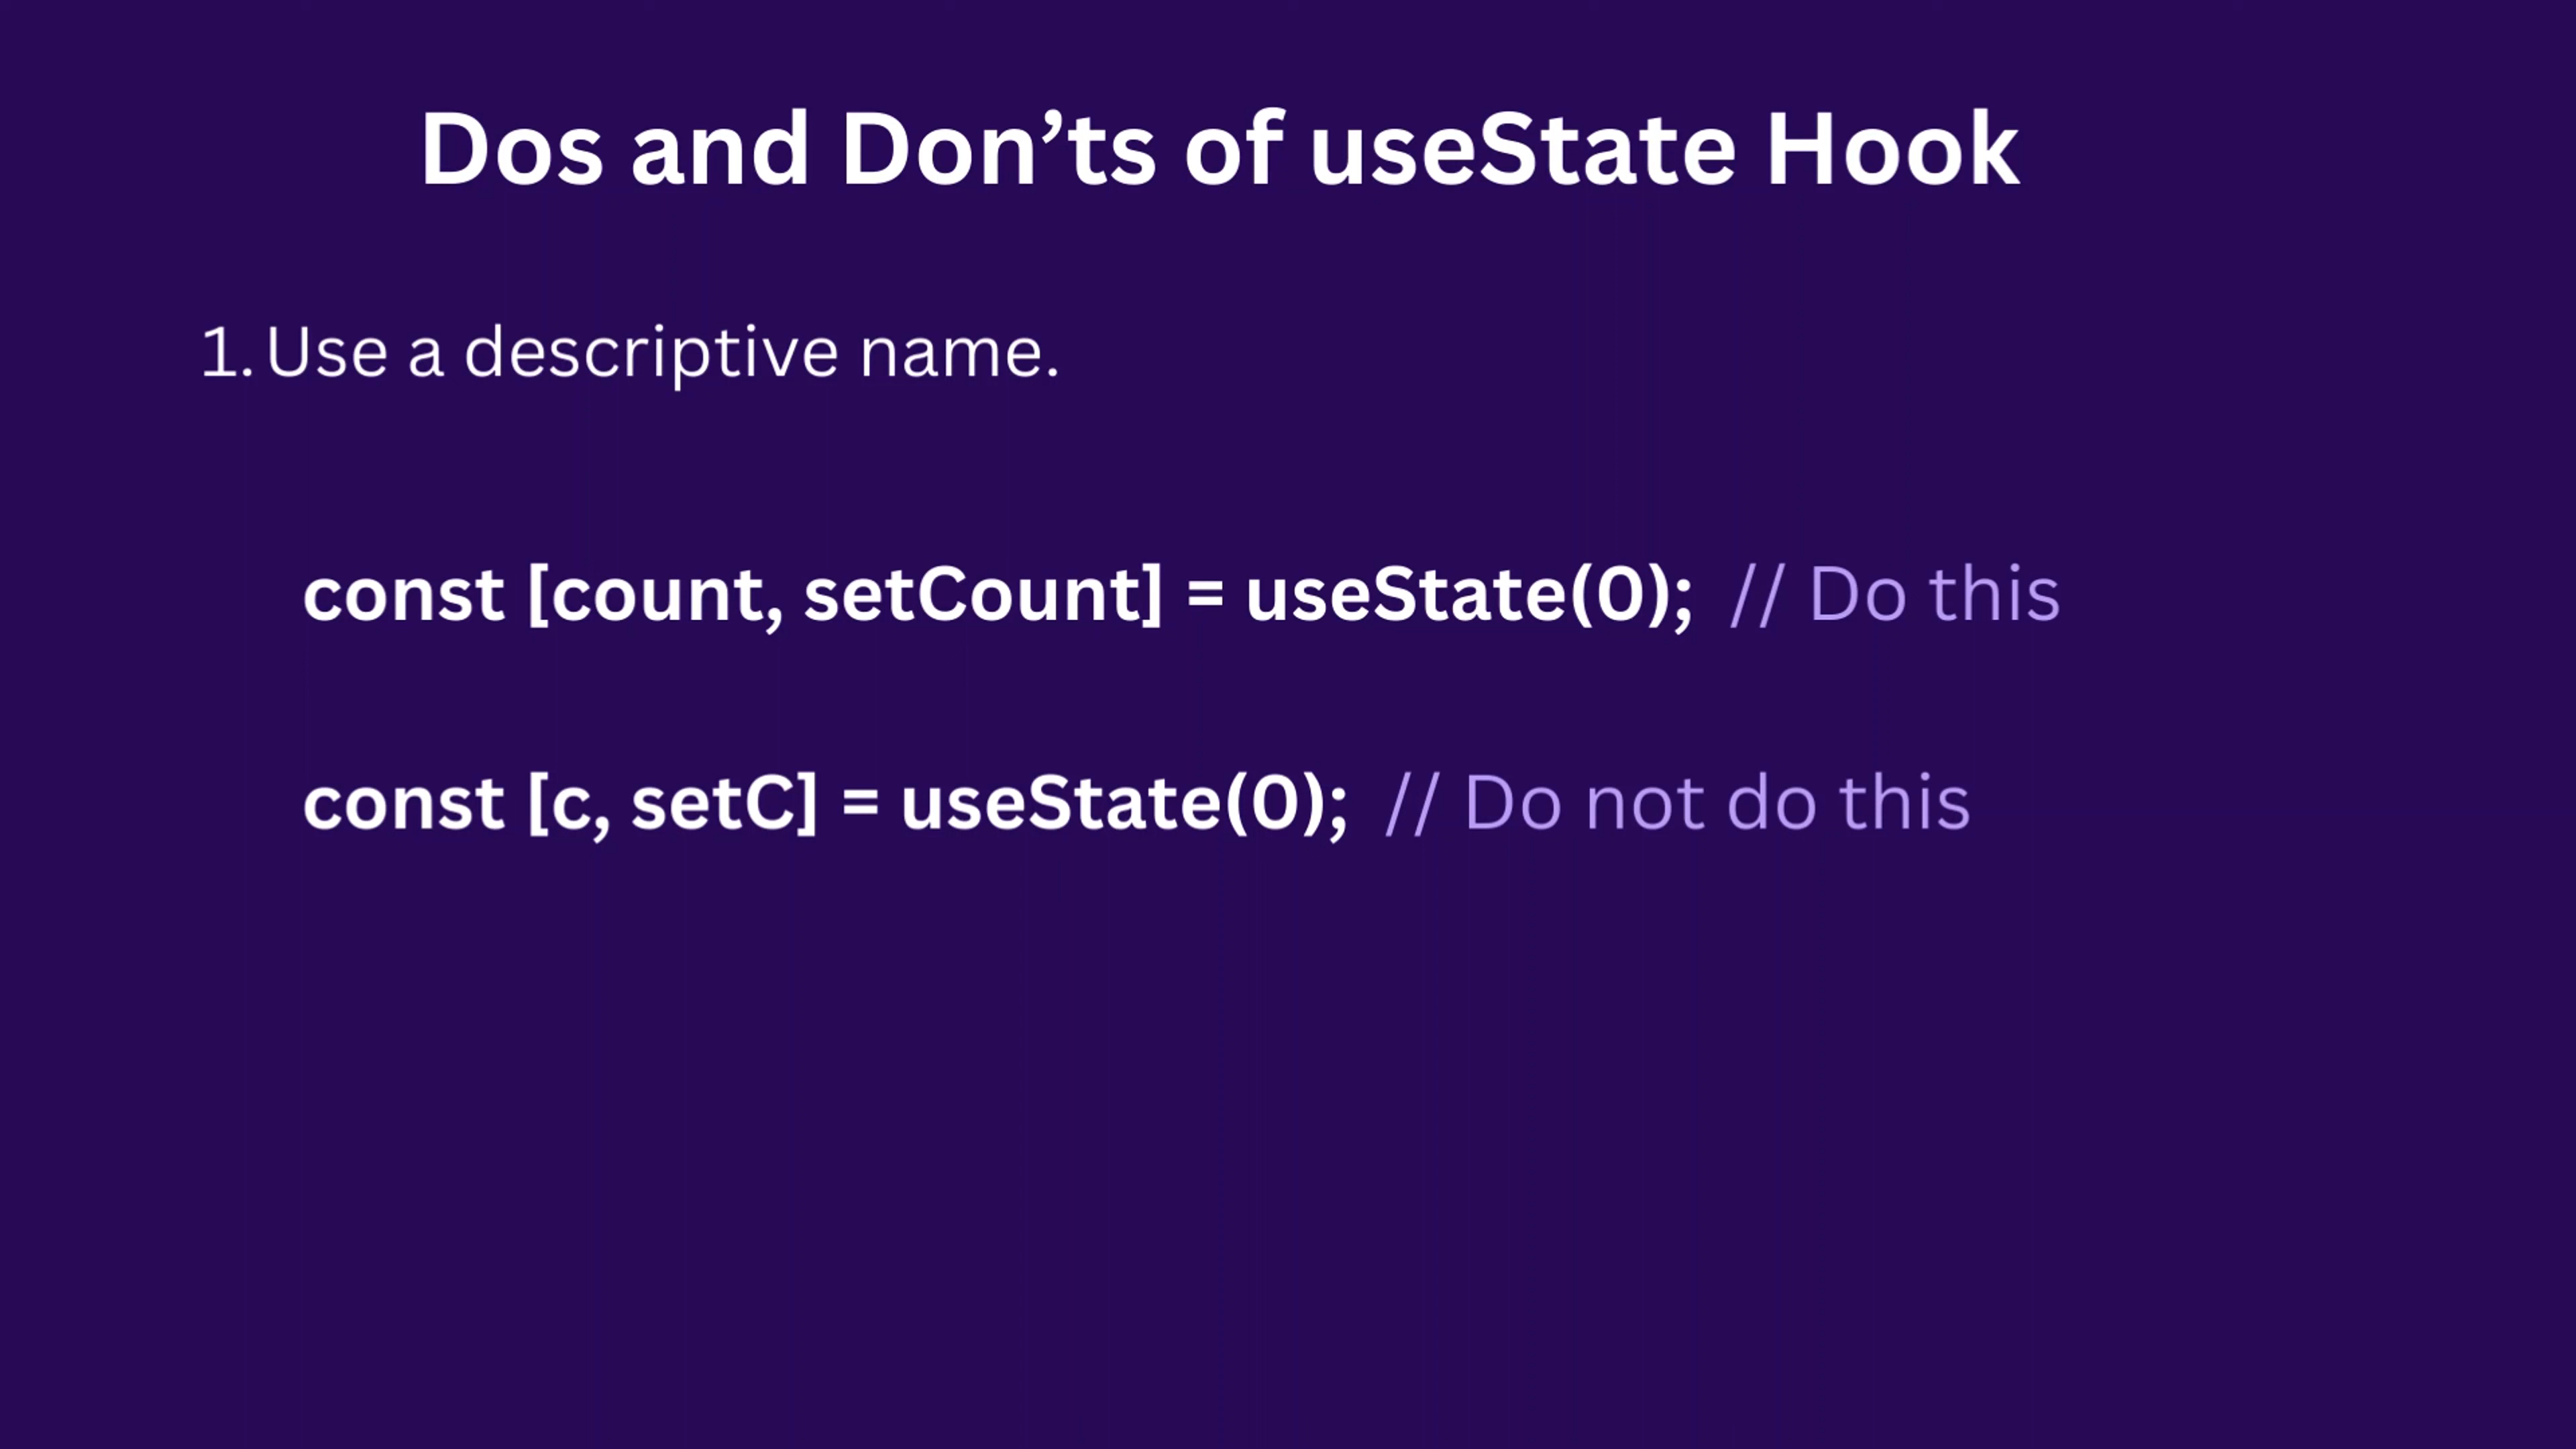 Dos and Don’ts of useState Hook
1. Use a descriptive name.
const [count, setCount] = useState(0); // Do this
const [c, setC] = useState(0); // Do not do this